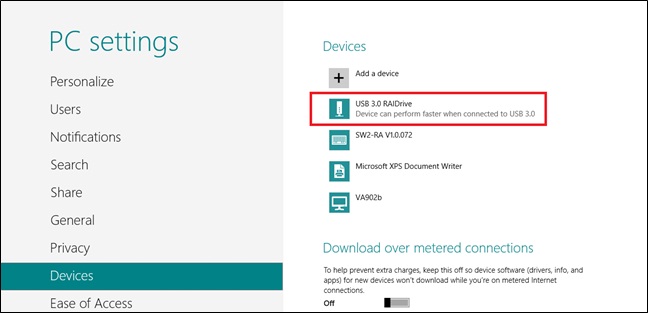 PC settings
Personalize
Users
Notifications
Search
Share
General
Privacy
Devices
Ease of Access
Devices
Add a device
USB 3.0 RAIDrive
Device can perform faster when connected to USB 3.0
SW2-RA V1.0.072
Microsoft XPS Document Writer
VA902b
Download over metered connections
To help prevent extra charges, keep this off so device software (drivers, info, and
apps) for new devices won't download while you're on metered Internet
connections.
Off